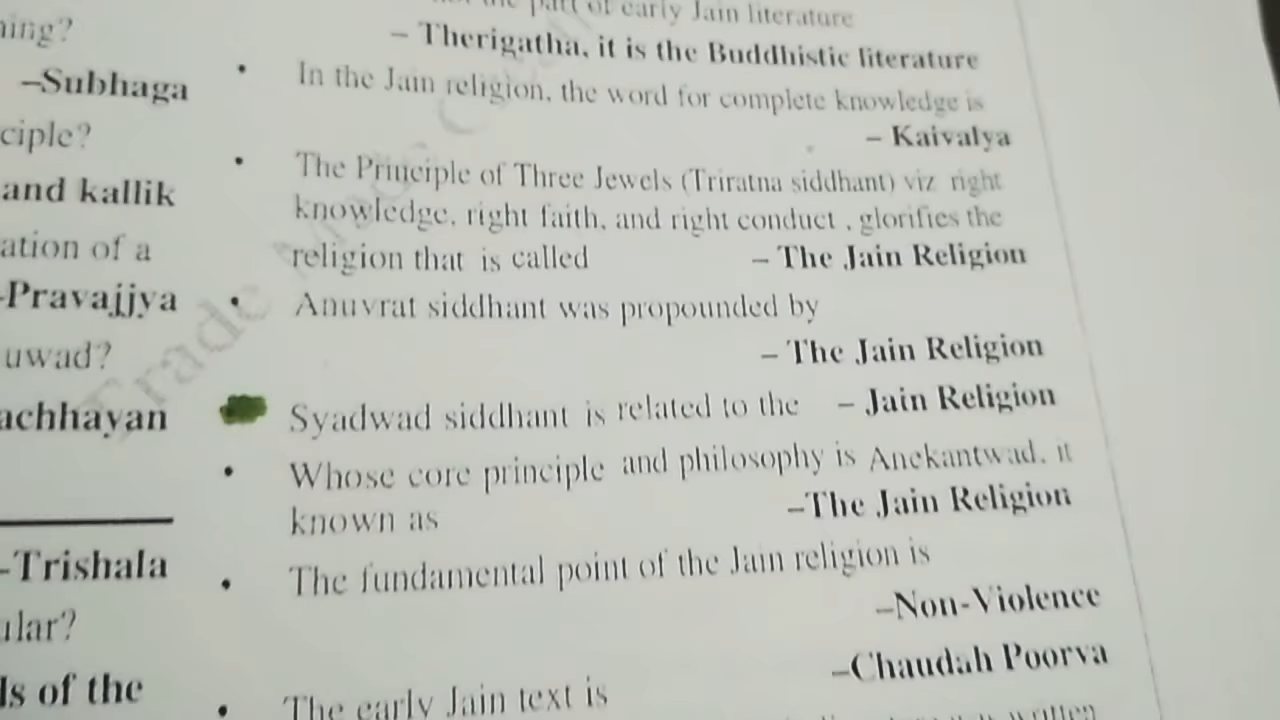 ning?
–Subhaga
ciple?
and kallik
ation of a
-Pravajjya
uwad?
achhayan
-Trishala
ular?
ls of the
the part of early Jain literature
– Therigatha, it is the Buddhistic literature
• In the Jain religion, the word for complete knowledge is
– Kaivalya
• The Principle of Three Jewels (Triratna siddhant) viz right
knowledge, right faith, and right conduct , glorifies the
religion that is called – The Jain Religion
• Anuvrat siddhant was propounded by
– The Jain Religion
Syadwad siddhant is related to the – Jain Religion
• Whose core principle and philosophy is Anekantwad, it
known as –The Jain Religion
• The fundamental point of the Jain religion is
–Non-Violence
• The early Jain text is –Chaudah Poorva
written
Trade